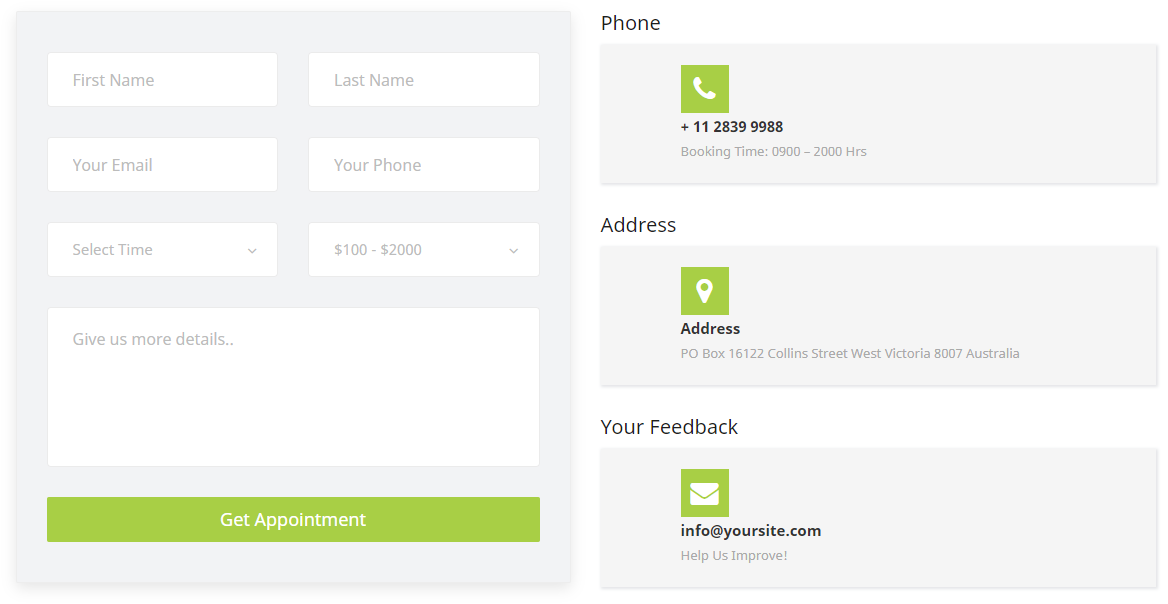 First Name
Last Name
Your Email
Your Phone
Select Time
$100 - $2000
Give us more details..
Get Appointment
Phone
+ 11 2839 9988
Booking Time: 0900 – 2000 Hrs
Address
Address
PO Box 16122 Collins Street West Victoria 8007 Australia
Your Feedback
info@yoursite.com
Help Us Improve!